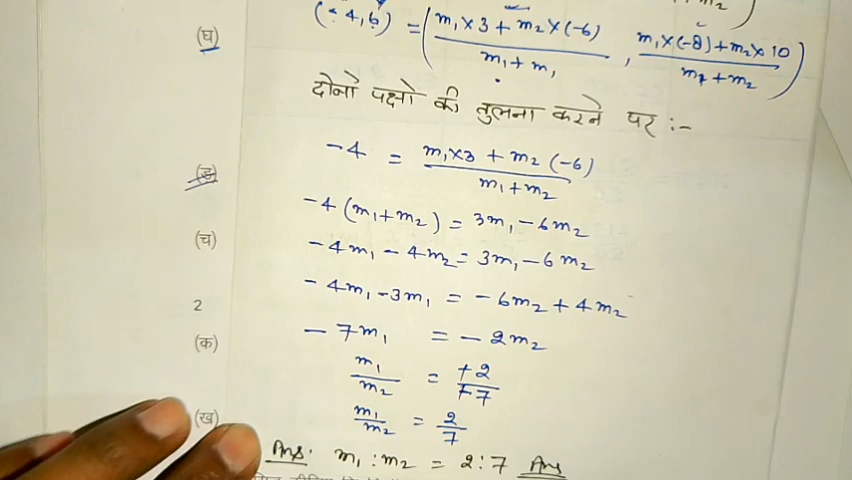 m₂)
(घ)
(-4,6) = (m₁×3 + m₂×(-6) / m₁+m₁ , m₁×(-8)+m₂×10 / m₁+m₂)
दोनो पक्षो की तुलना करने पर :-
-4 = m₁×3 + m₂(-6) / m₁+m₂
(ङ)
-4(m₁+m₂) = 3m₁-6m₂
(च)
-4m₁ - 4m₂ = 3m₁-6m₂
-4m₁-3m₁ = -6m₂+4m₂
2
-7m₁ = -2m₂
(क)
m₁/m₂ = +2/-7
m₁/m₂ = 2/7
(ख)
Ans: m₁:m₂ = 2:7 Ans